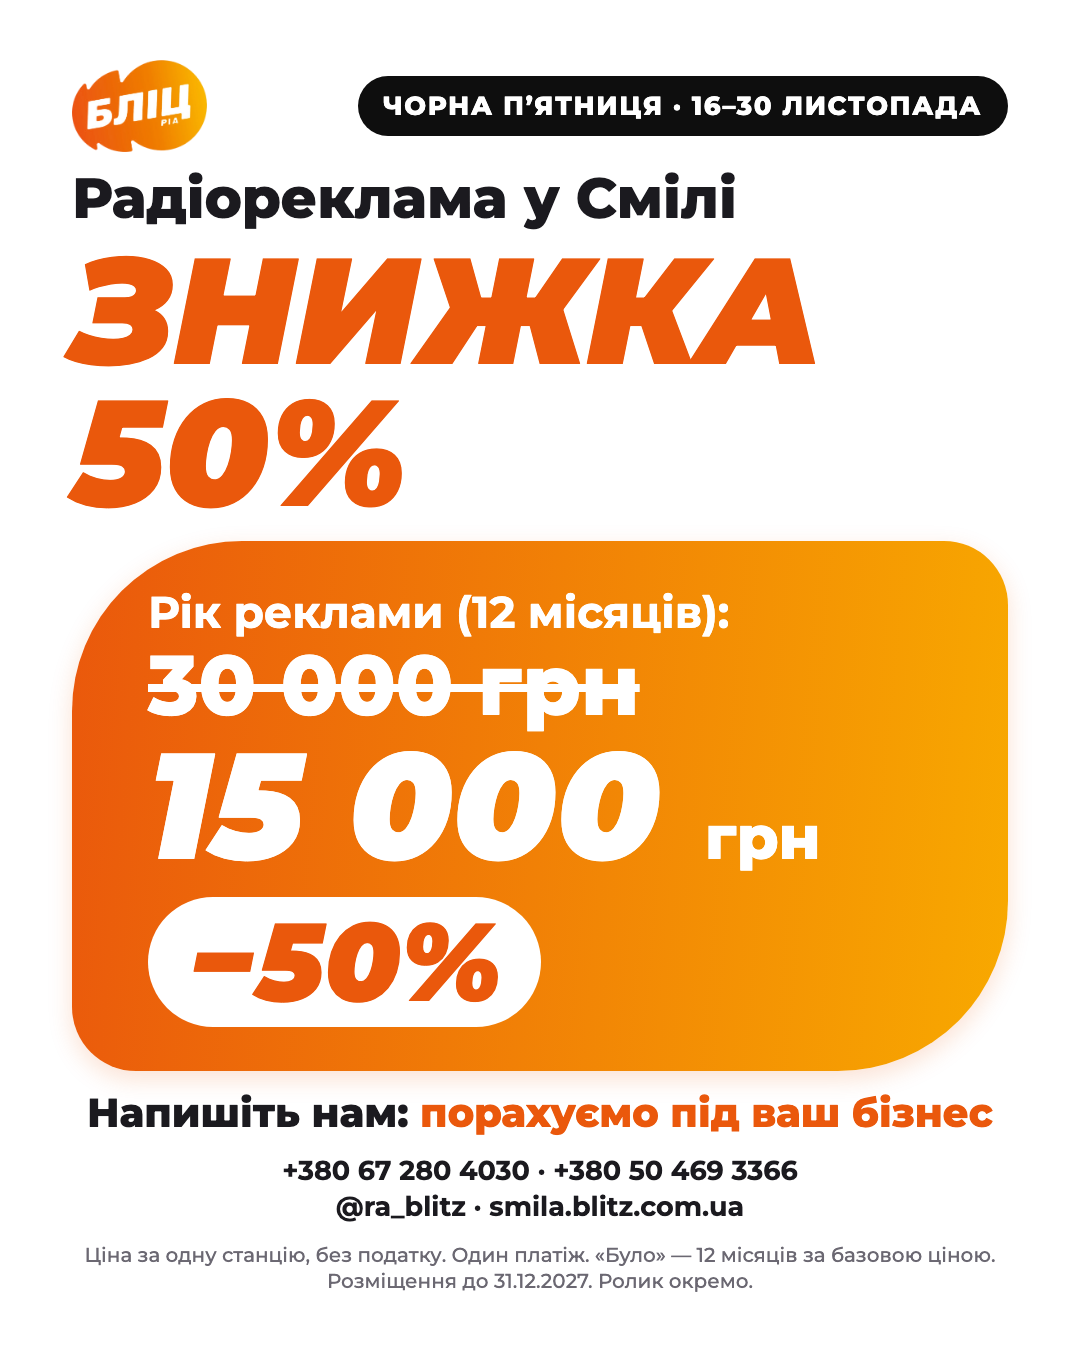 БЛІЦ
РІА
ЧОРНА П’ЯТНИЦЯ · 16–30 ЛИСТОПАДА
Радіореклама у Смілі
ЗНИЖКА
50%
Рік реклами (12 місяців):
30 000 грн
15 000 грн
–50%
Напишіть нам: порахуємо під ваш бізнес
+380 67 280 4030 · +380 50 469 3366
@ra_blitz · smila.blitz.com.ua
Ціна за одну станцію, без податку. Один платіж. «Було» — 12 місяців за базовою ціною.
Розміщення до 31.12.2027. Ролик окремо.